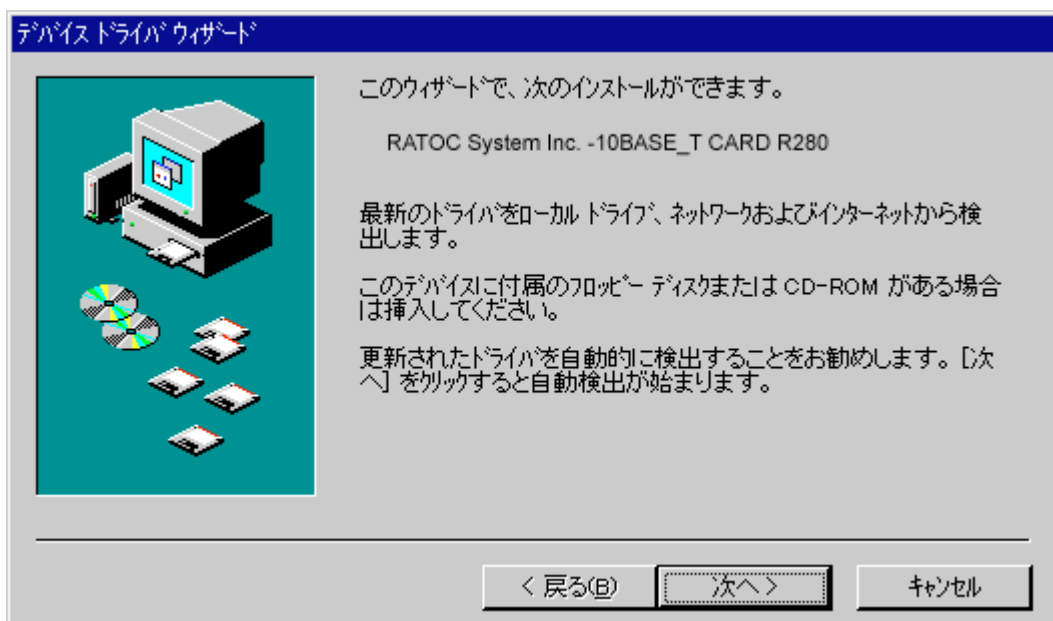 デバイス ドライバ ウィザード
このウィザードで、次のインストールができます。
RATOC System Inc. -10BASE_T CARD R280
最新のドライバをローカル ドライブ、ネットワークおよびインターネットから検
出します。
このデバイスに付属のフロッピー ディスクまたは CD-ROM がある場合
は挿入してください。
更新されたドライバを自動的に検出することをお勧めします。[次
へ] をクリックすると自動検出が始まります。
< 戻る(B)
次へ >
キャンセル